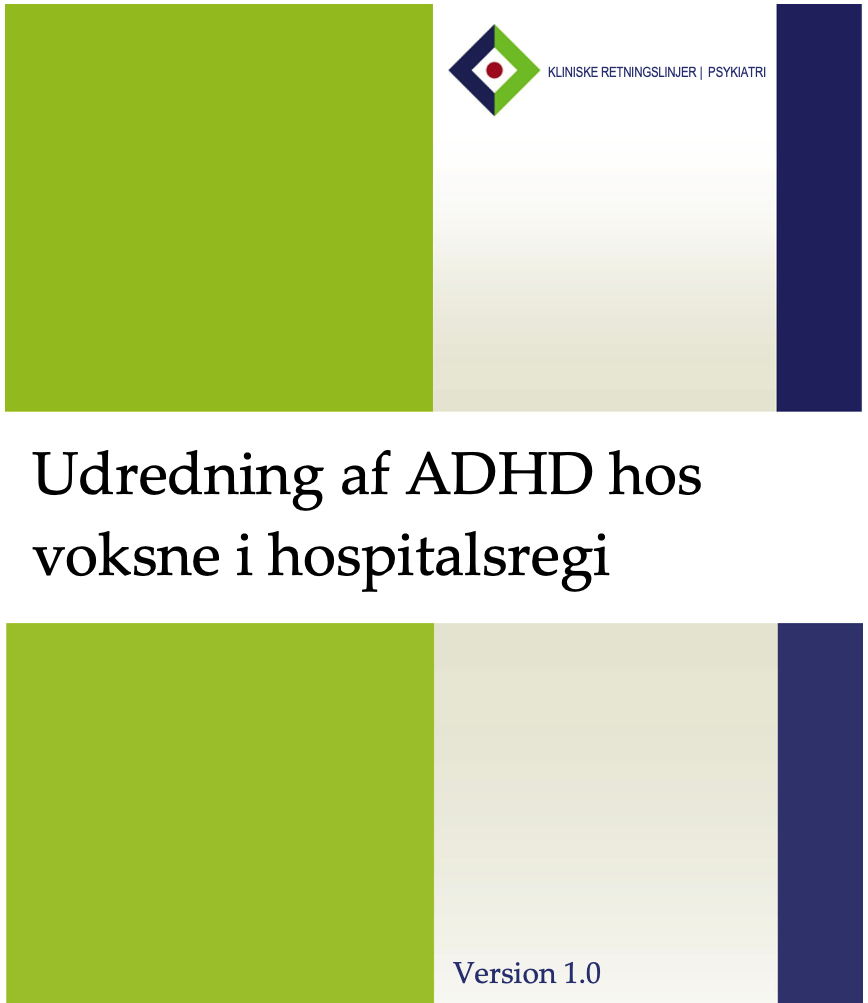 KLINISKE RETNINGSLINJER | PSYKIATRI
Udredning af ADHD hos
voksne i hospitalsregi
Version 1.0